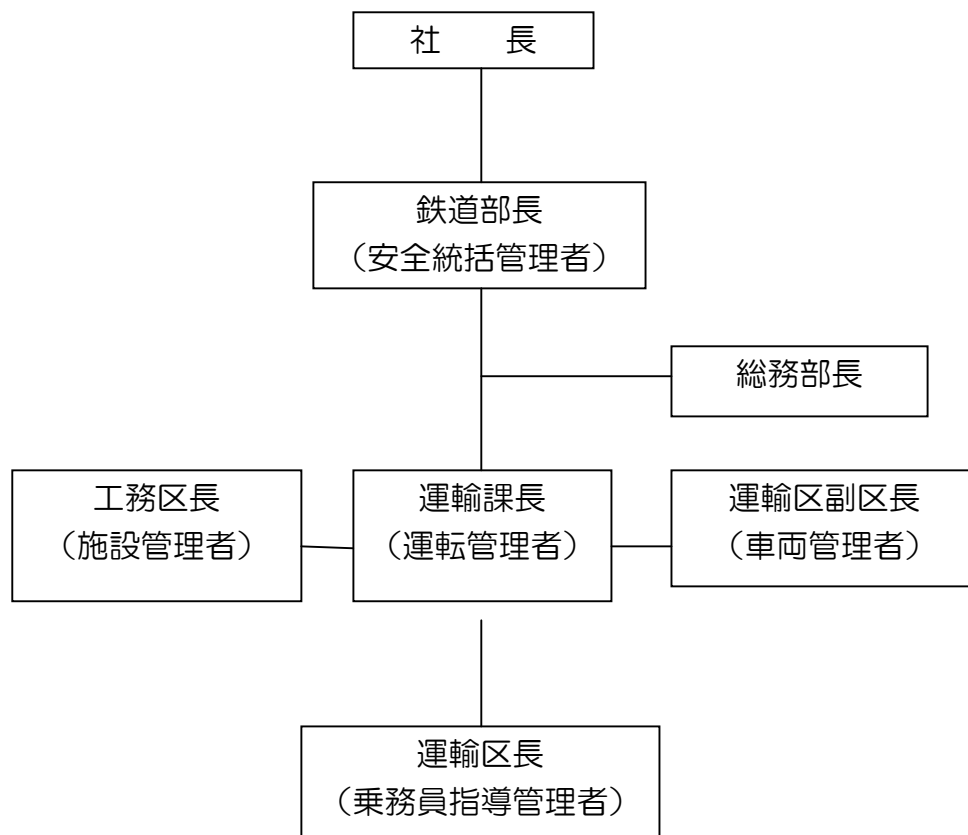 社　　長
鉄道部長
（安全統括管理者）
総務部長
工務区長
（施設管理者）
運輸課長
（運転管理者）
運輸区副区長
（車両管理者）
運輸区長
（乗務員指導管理者）